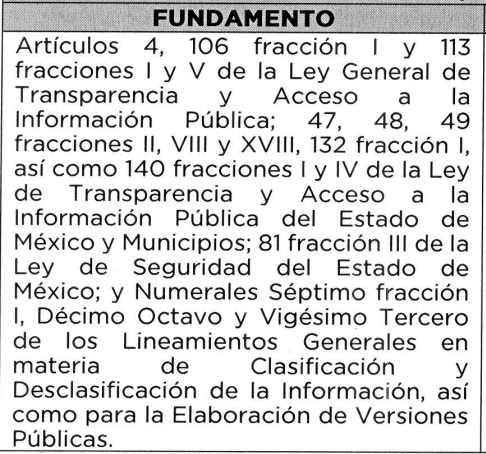 FUNDAMENTO
Artículos 4, 106 fracción I y 113
fracciones I y V de la Ley General de
Transparencia y Acceso a la
Información Pública; 47, 48, 49
fracciones II, VIII y XVIII, 132 fracción I,
así como 140 fracciones I y IV de la Ley
de Transparencia y Acceso a la
Información Pública del Estado de
México y Municipios; 81 fracción III de la
Ley de Seguridad del Estado de
México; y Numerales Séptimo fracción
I, Décimo Octavo y Vigésimo Tercero
de los Lineamientos Generales en
materia de Clasificación y
Desclasificación de la Información, así
como para la Elaboración de Versiones
Públicas.